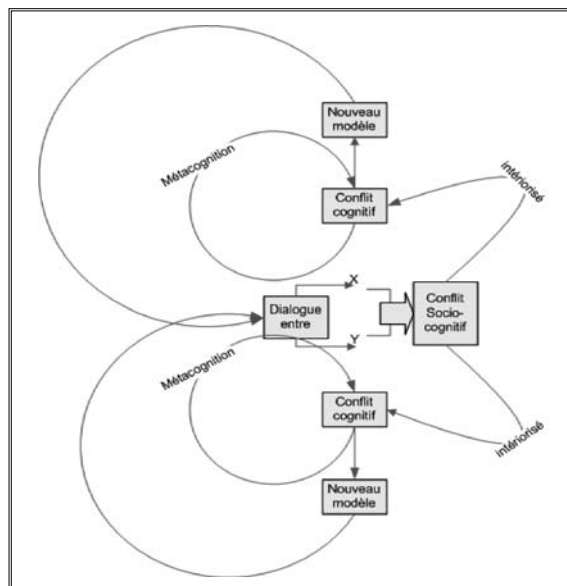 Nouveau
modèle
Métacognition
intériorisé
Conflit
cognitif
X
Dialogue
entre
Conflit
Socio-
cognitif
Y
Métacognition
Conflit
cognitif
intériorisé
Nouveau
modèle